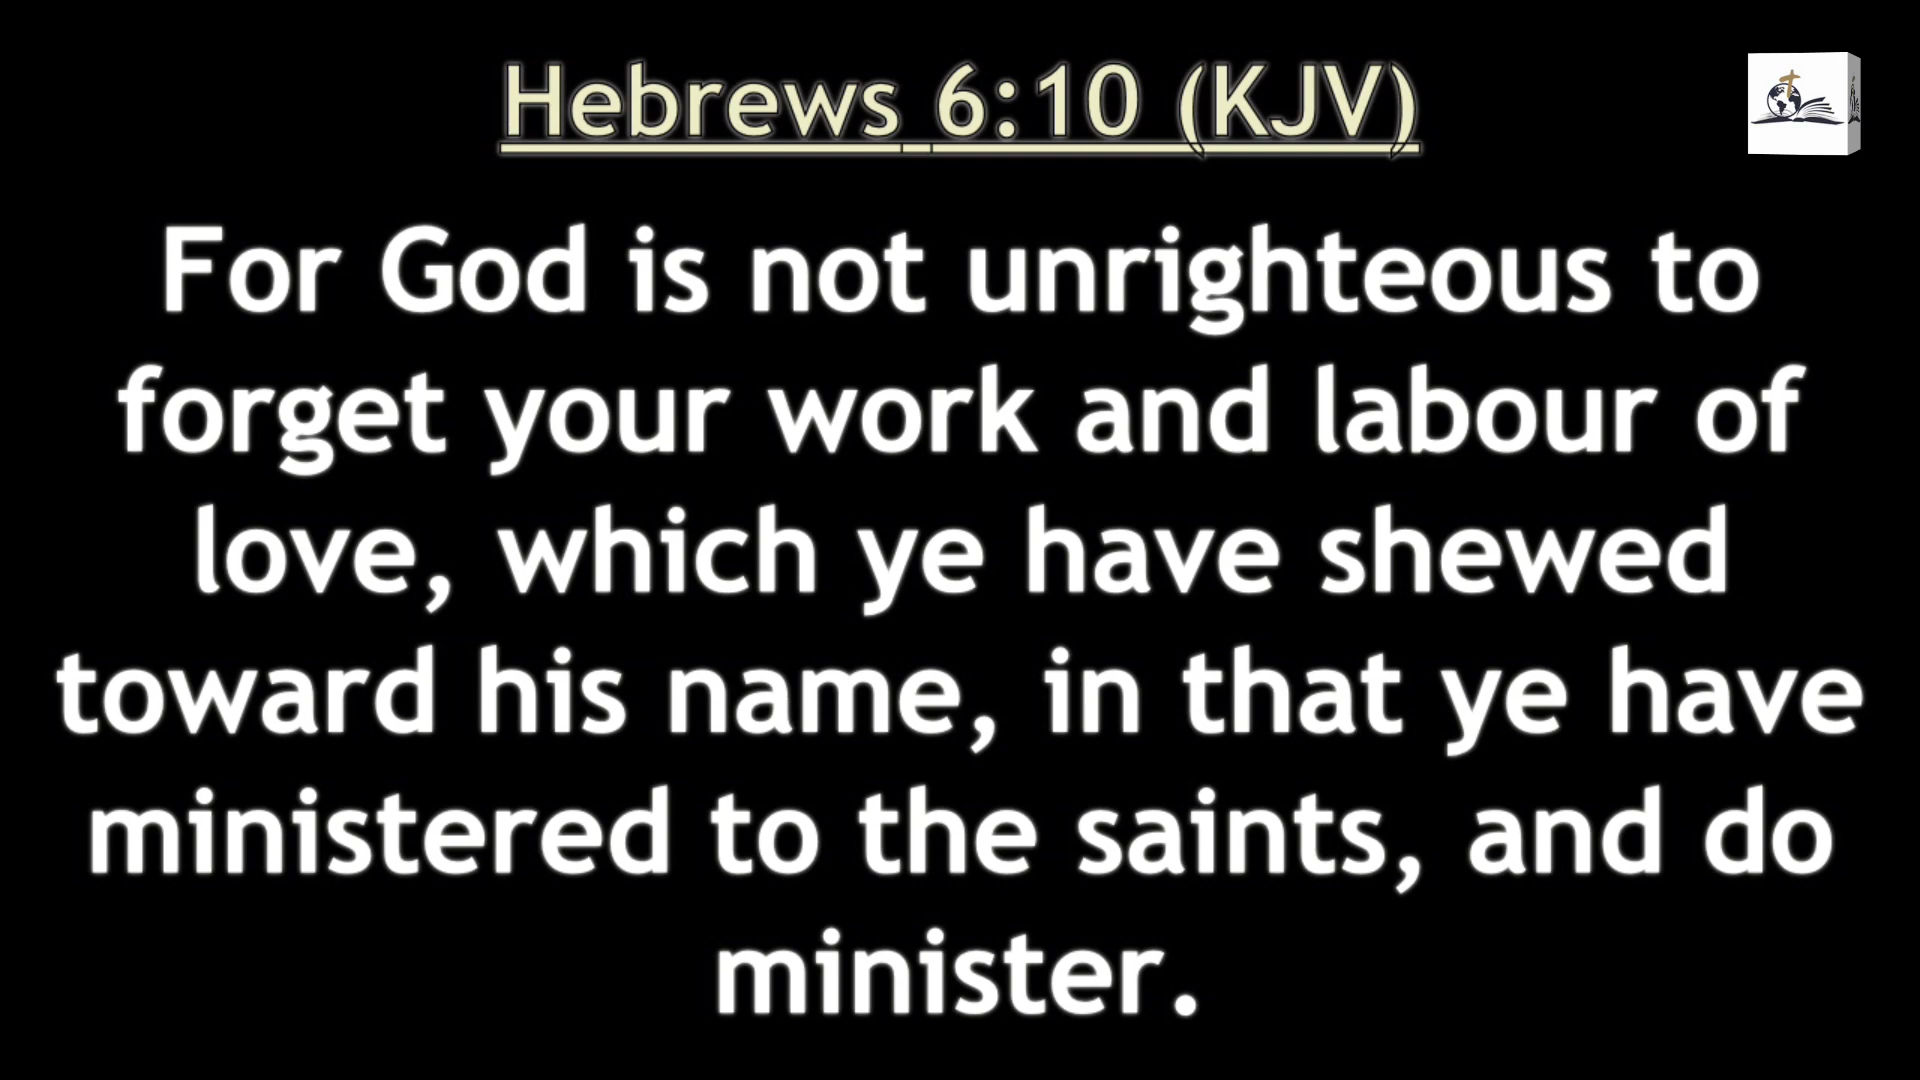 Hebrews 6:10 (KJV)
For God is not unrighteous to
forget your work and labour of
love, which ye have shewed
toward his name, in that ye have
ministered to the saints, and do
minister.